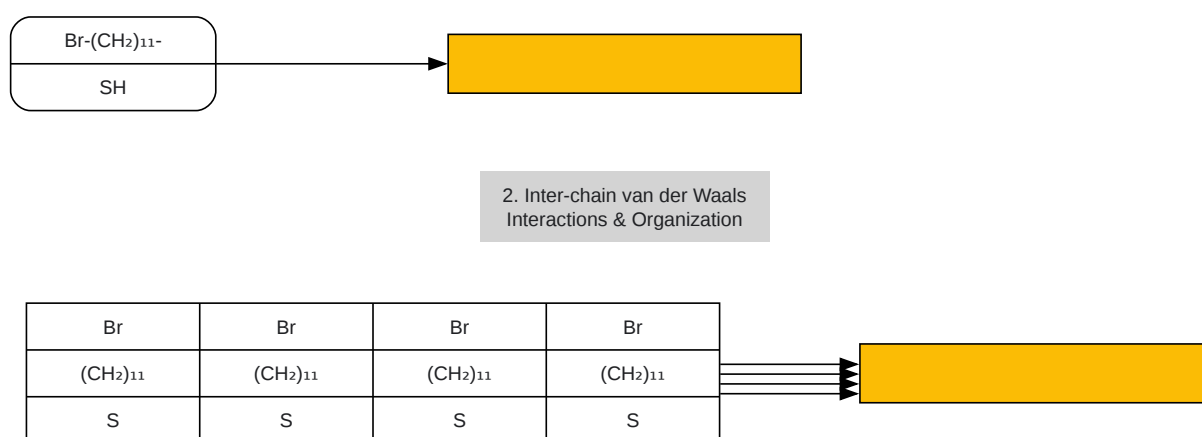 Br-(CH₂)₁₁-
SH
2. Inter-chain van der Waals
Interactions & Organization
Br Br Br Br
(CH₂)₁₁ (CH₂)₁₁ (CH₂)₁₁ (CH₂)₁₁
S S S S